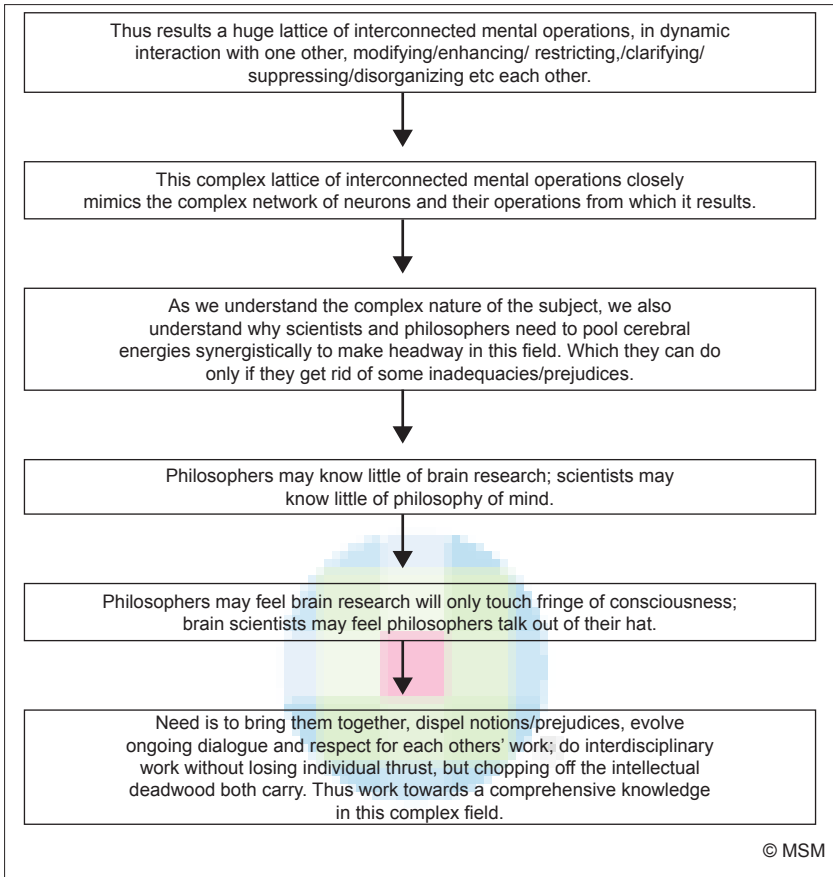 Thus results a huge lattice of interconnected mental operations, in dynamic
interaction with one other, modifying/enhancing/ restricting,/clarifying/
suppressing/disorganizing etc each other.
This complex lattice of interconnected mental operations closely
mimics the complex network of neurons and their operations from which it results.
As we understand the complex nature of the subject, we also
understand why scientists and philosophers need to pool cerebral
energies synergistically to make headway in this field. Which they can do
only if they get rid of some inadequacies/prejudices.
Philosophers may know little of brain research; scientists may
know little of philosophy of mind.
Philosophers may feel brain research will only touch fringe of consciousness;
brain scientists may feel philosophers talk out of their hat.
Need is to bring them together, dispel notions/prejudices, evolve
ongoing dialogue and respect for each others' work; do interdisciplinary
work without losing individual thrust, but chopping off the intellectual
deadwood both carry. Thus work towards a comprehensive knowledge
in this complex field.
© MSM